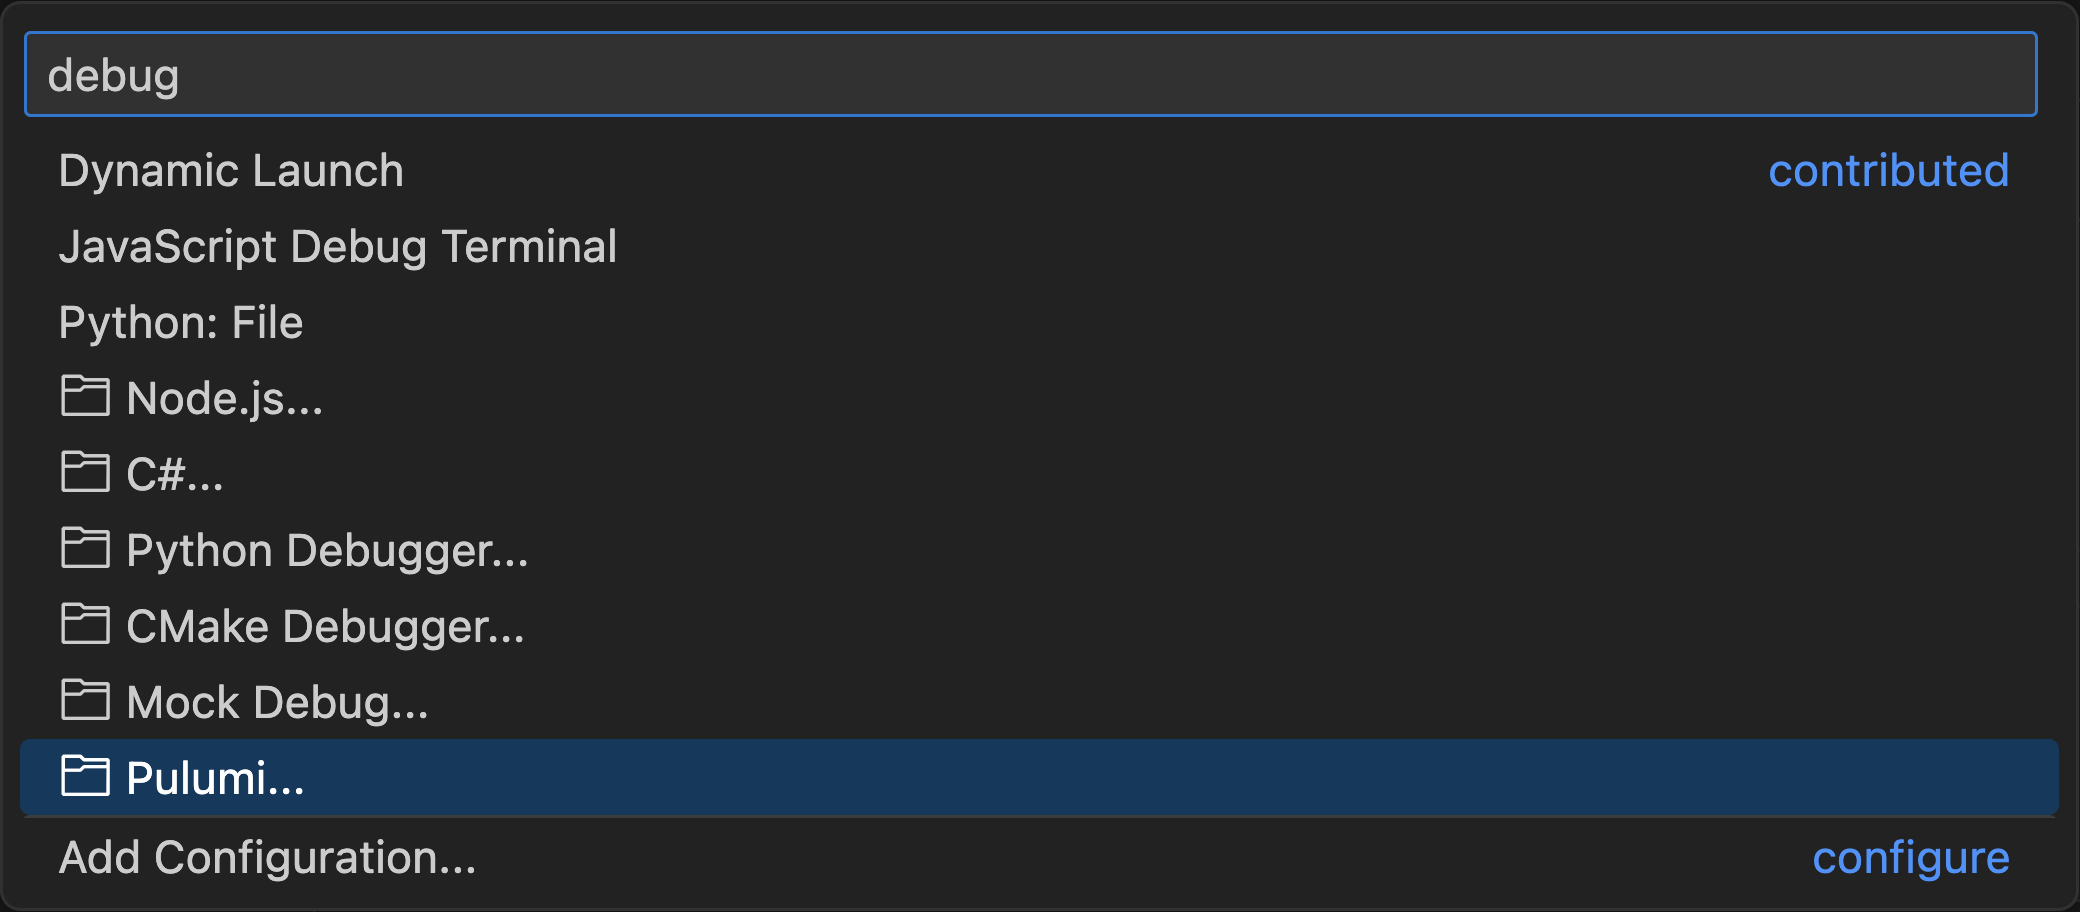 debug
Dynamic Launch contributed
JavaScript Debug Terminal
Python: File
Node.js...
C#...
Python Debugger...
CMake Debugger...
Mock Debug...
Pulumi...
Add Configuration... configure